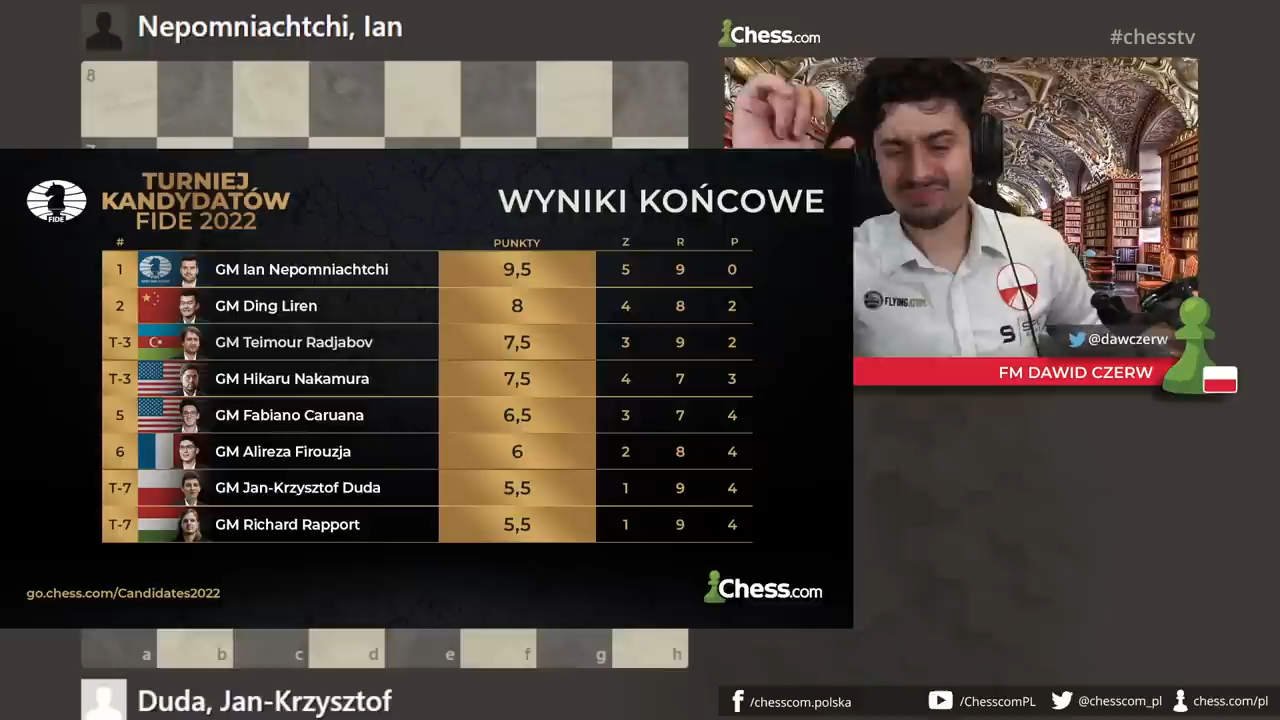 Nepomniachtchi, Ian
Chess.com
#chesstv
8
FIDE
TURNIEJ
KANDYDATÓW
FIDE 2022
WYNIKI KOŃCOWE
# PUNKTY Z R P
1 GM Ian Nepomniachtchi 9,5 5 9 0
2 GM Ding Liren 8 4 8 2
T-3 GM Teimour Radjabov 7,5 3 9 2
T-3 GM Hikaru Nakamura 7,5 4 7 3
5 GM Fabiano Caruana 6,5 3 7 4
6 GM Alireza Firouzja 6 2 8 4
T-7 GM Jan-Krzysztof Duda 5,5 1 9 4
T-7 GM Richard Rapport 5,5 1 9 4
go.chess.com/Candidates2022
Chess.com
@dawczerw
FM DAWID CZERW
a b c d e f g h
Duda, Jan-Krzysztof
/chesscom.polska
/ChesscomPL
@chesscom_pl
chess.com/pl